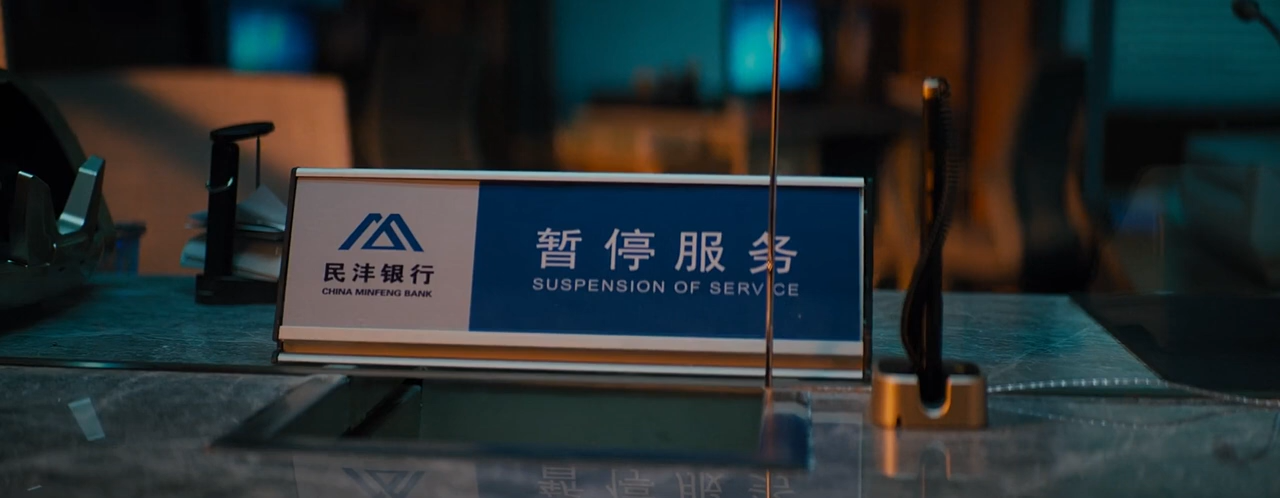 民沣银行
CHINA MINFENG BANK
暂停服务
SUSPENSION OF SERVICE